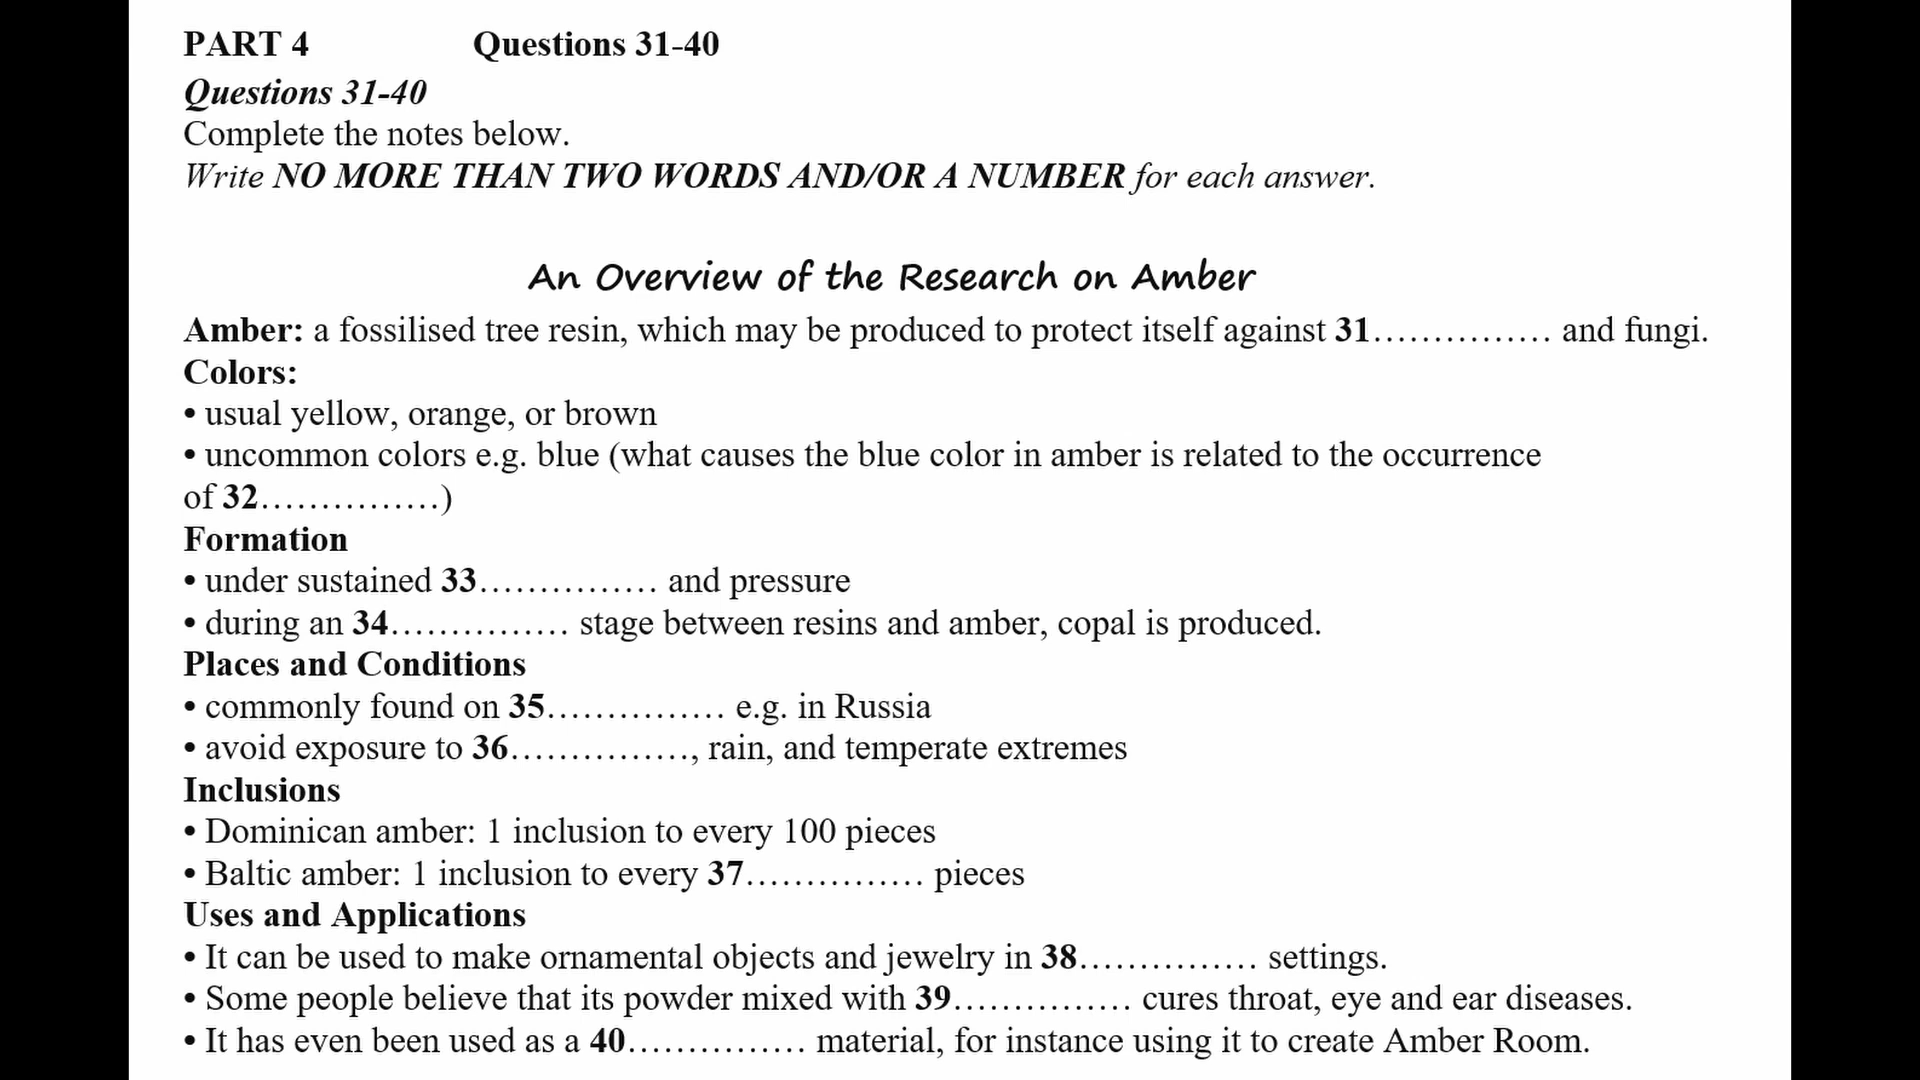 PART 4 Questions 31-40
Questions 31-40
Complete the notes below.
Write NO MORE THAN TWO WORDS AND/OR A NUMBER for each answer.
An Overview of the Research on Amber
Amber: a fossilised tree resin, which may be produced to protect itself against 31…………… and fungi.
Colors:
• usual yellow, orange, or brown
• uncommon colors e.g. blue (what causes the blue color in amber is related to the occurrence
of 32……………)
Formation
• under sustained 33…………… and pressure
• during an 34…………… stage between resins and amber, copal is produced.
Places and Conditions
• commonly found on 35…………… e.g. in Russia
• avoid exposure to 36……………, rain, and temperate extremes
Inclusions
• Dominican amber: 1 inclusion to every 100 pieces
• Baltic amber: 1 inclusion to every 37…………… pieces
Uses and Applications
• It can be used to make ornamental objects and jewelry in 38…………… settings.
• Some people believe that its powder mixed with 39…………… cures throat, eye and ear diseases.
• It has even been used as a 40…………… material, for instance using it to create Amber Room.